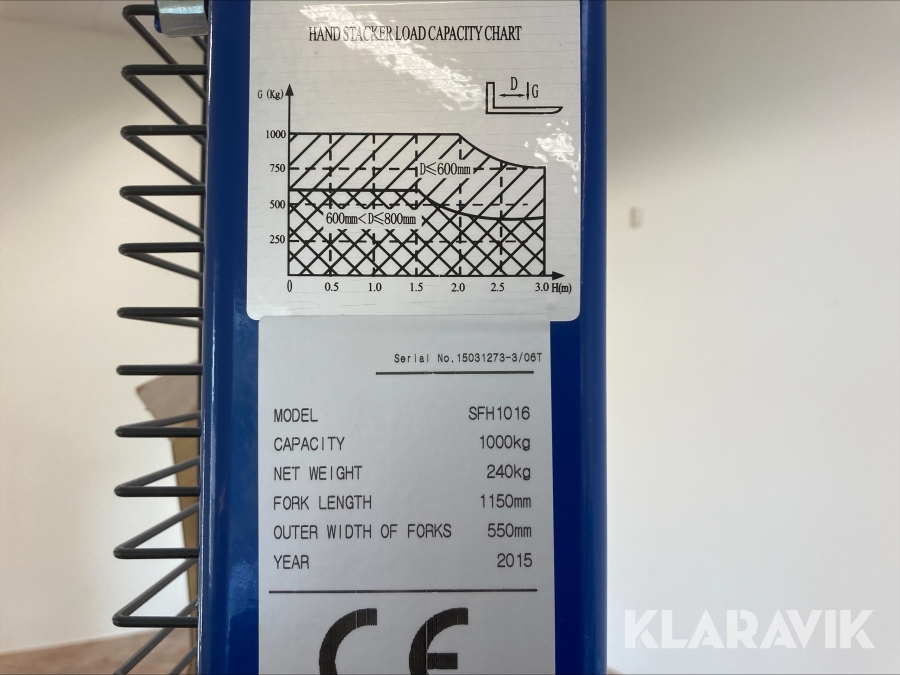 HAND STACKER LOAD CAPACITY CHART
D G
G (Kg)
1000
750
500
250
D≤600mm
600mm<D≤800mm
0 0.5 1.0 1.5 2.0 2.5 3.0 H(m)
Serial No.15031273-3/06T
MODEL SFH1016
CAPACITY 1000kg
NET WEIGHT 240kg
FORK LENGTH 1150mm
OUTER WIDTH OF FORKS 550mm
YEAR 2015
CE
KLARAVIK